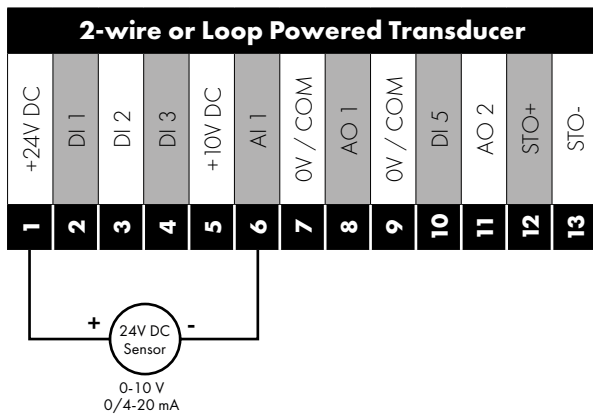 2-wire or Loop Powered Transducer
+24V DC
DI 1
DI 2
DI 3
+10V DC
AI 1
0V / COM
AO 1
0V / COM
DI 5
AO 2
STO+
STO-
1
2
3
4
5
6
7
8
9
10
11
12
13
+
-
24V DC
Sensor
0-10 V
0/4-20 mA